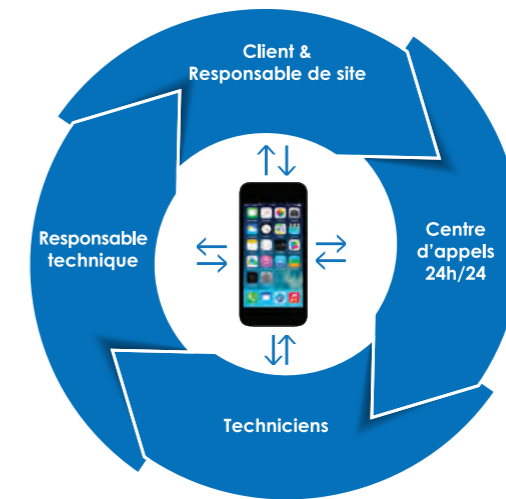 Client &
Responsable de site
Centre
d'appels
24h/24
Techniciens
Responsable
technique